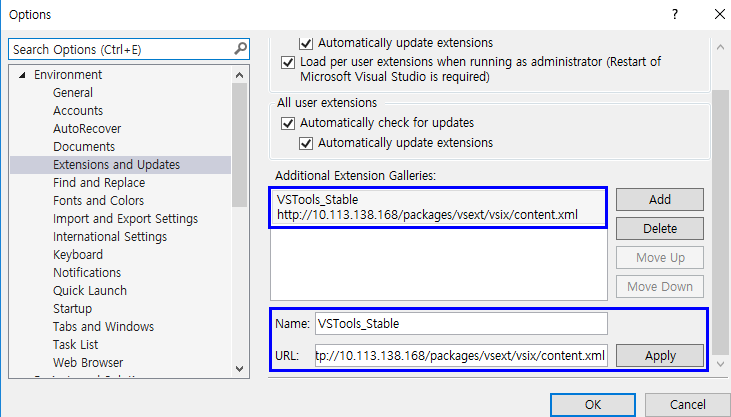 Options
Search Options (Ctrl+E)
Environment
General
Accounts
AutoRecover
Documents
Extensions and Updates
Find and Replace
Fonts and Colors
Import and Export Settings
International Settings
Keyboard
Notifications
Quick Launch
Startup
Tabs and Windows
Task List
Web Browser
Automatically update extensions
Load per user extensions when running as administrator (Restart of
Microsoft Visual Studio is required)
All user extensions
Automatically check for updates
Automatically update extensions
Additional Extension Galleries:
VSTools_Stable
http://10.113.138.168/packages/vsext/vsix/content.xml
Add
Delete
Move Up
Move Down
Name: VSTools_Stable
URL: tp://10.113.138.168/packages/vsext/vsix/content.xml Apply
OK Cancel